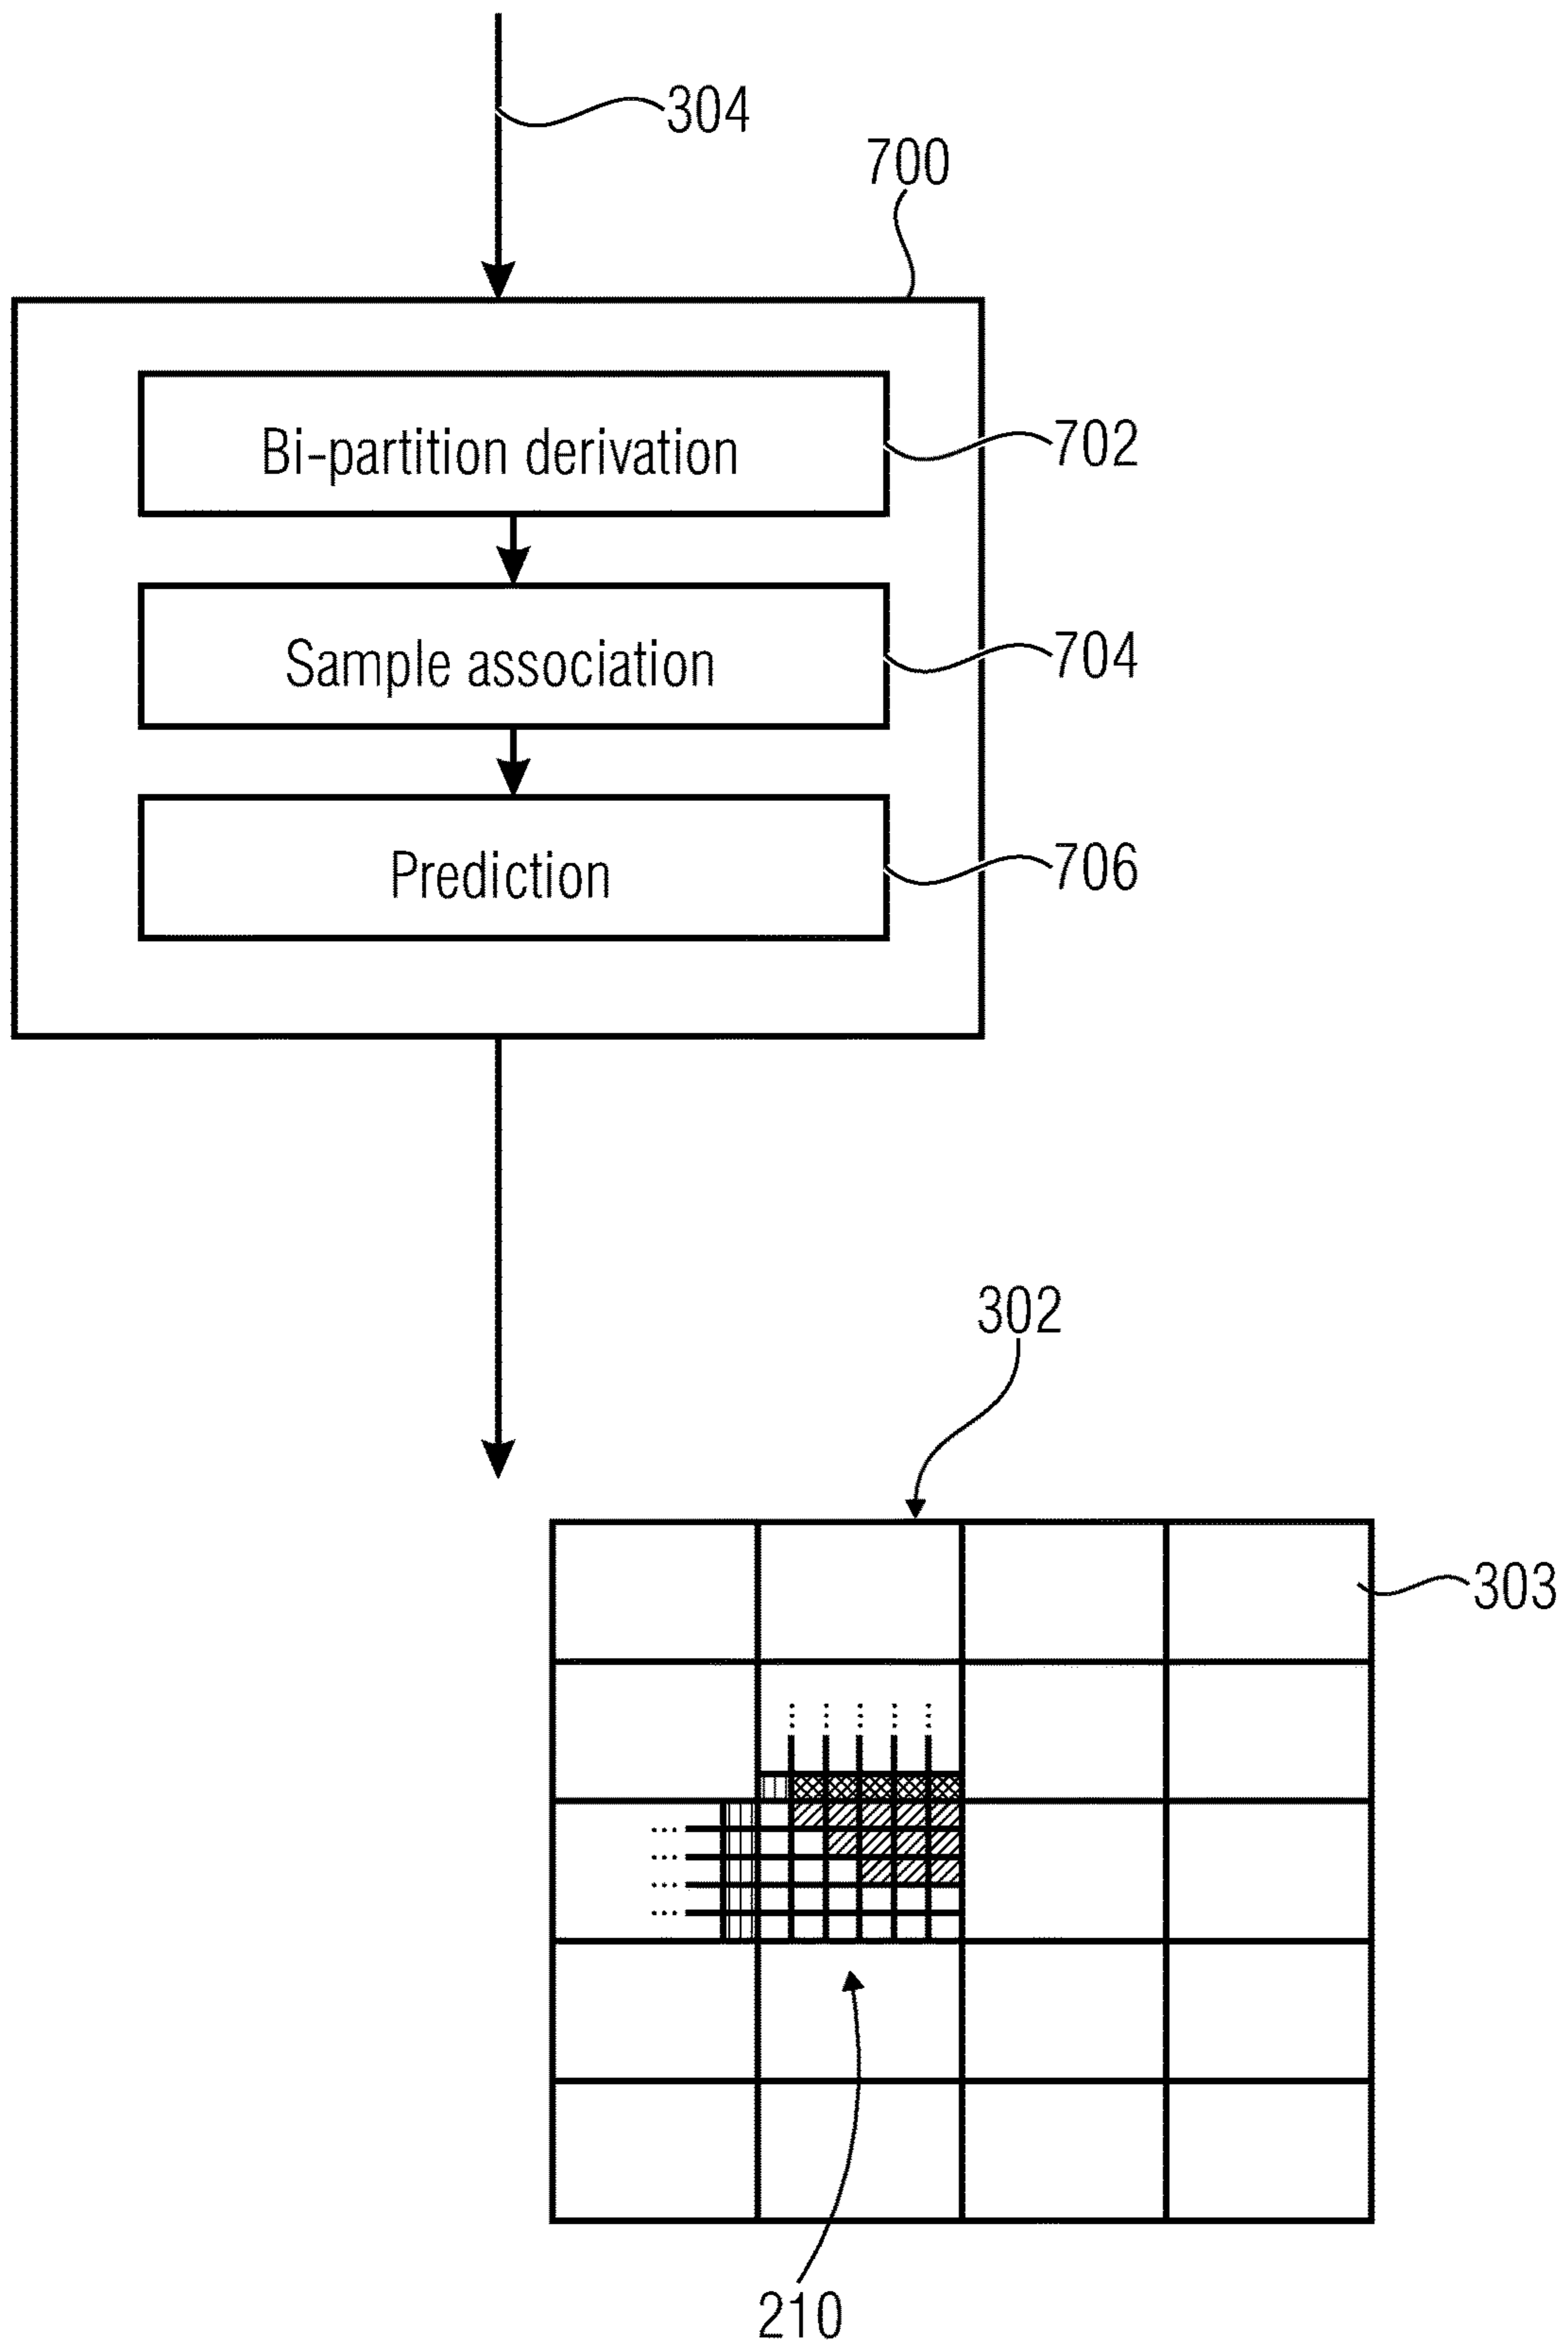 304
700
Bi-partition derivation
702
Sample association
704
Prediction
706
302
303
210